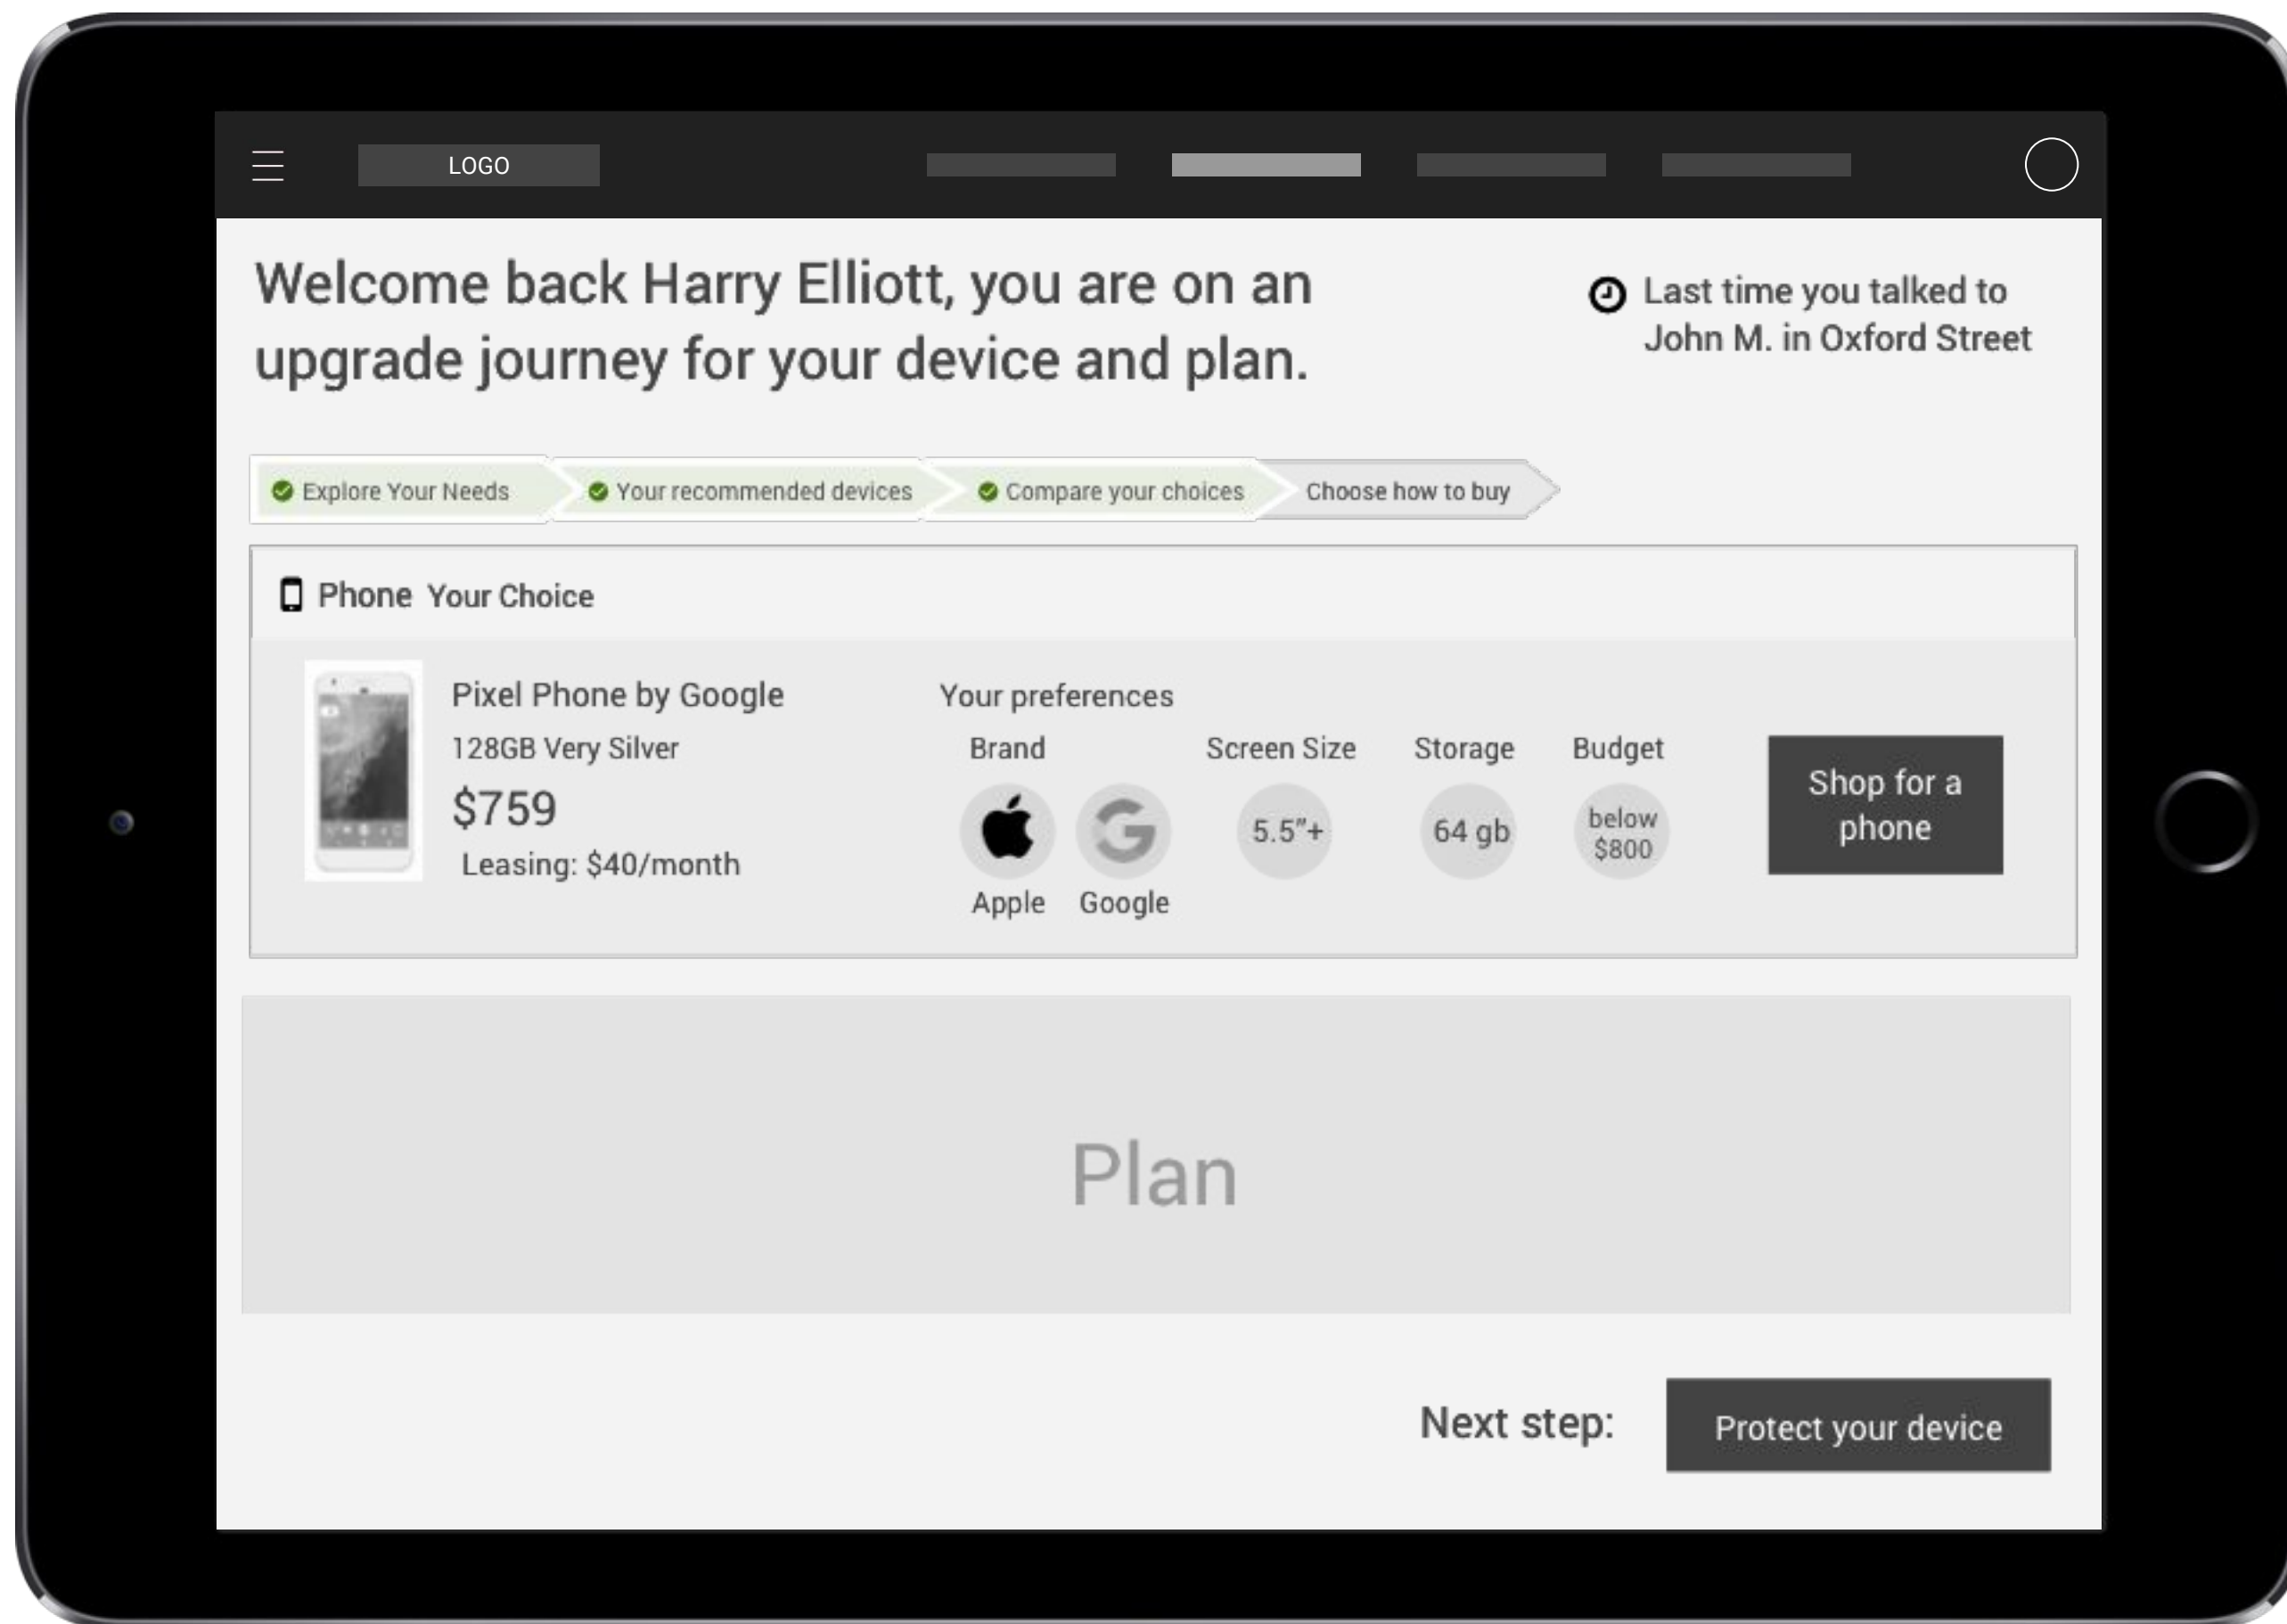 LOGO
Welcome back Harry Elliott, you are on an
upgrade journey for your device and plan.
Last time you talked to
John M. in Oxford Street
Explore Your Needs
Your recommended devices
Compare your choices
Choose how to buy
Phone Your Choice
Pixel Phone by Google
128GB Very Silver
$759
Leasing: $40/month
Your preferences
Brand
Screen Size
Storage
Budget
G
5.5”+
64 gb
below
$800
Apple
Google
Shop for a
phone
Plan
Next step:
Protect your device